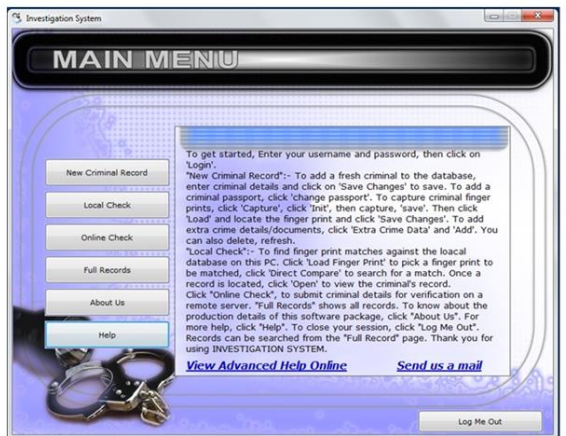 Investigation System
MAIN MENU
New Criminal Record
Local Check
Online Check
Full Records
About Us
Help
To get started, Enter your username and password, then click on
'Login'.
"New Criminal Record":- To add a fresh criminal to the database,
enter criminal details and click on 'Save Changes' to save. To add a
criminal passport, click 'change passport'. To capture criminal finger
prints, click 'Capture', click 'Init', then capture, 'save'. Then click
'Load' and locate the finger print and click 'Save Changes'. To add
extra crime details/documents, click 'Extra Crime Data' and 'Add'. You
can also delete, refresh.
"Local Check":- To find finger print matches against the loacal
database on this PC. Click 'Load Finger Print' to pick a finger print to
be matched, click 'Direct Compare' to search for a match. Once a
record is located, click 'Open' to view the criminal's record.
Click "Online Check", to submit criminal details for verification on a
remote server. "Full Records" shows all records. To know about the
production details of this software package, click "About Us". For
more help, click "Help". To close your session, click "Log Me Out".
Records can be searched from the "Full Record" page. Thank you for
using INVESTIGATION SYSTEM.
View Advanced Help Online
Send us a mail
Log Me Out